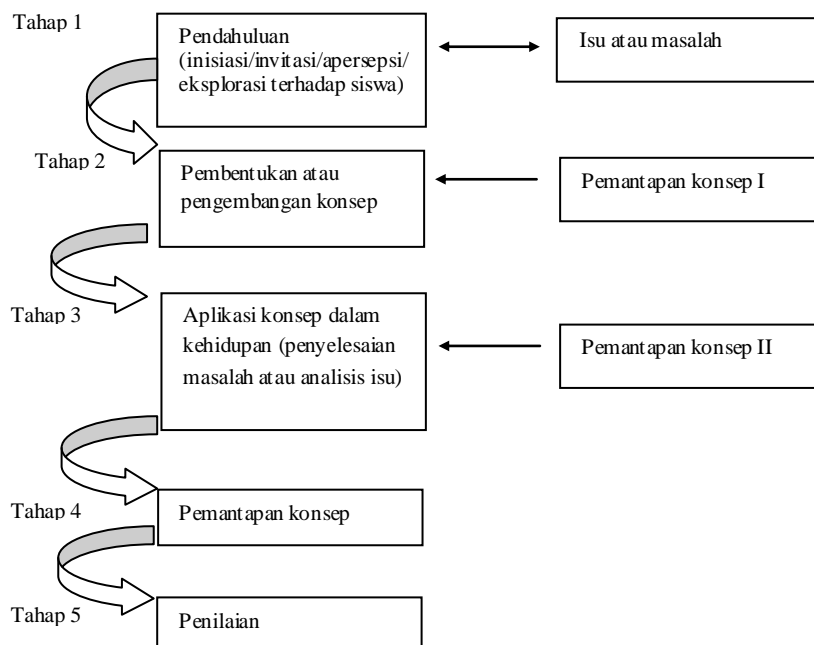 Tahap 1
Pendahuluan
(inisiasi/invitasi/apersepsi/
eksplorasi terhadap siswa)
Isu atau masalah
Tahap 2
Pembentukan atau
pengembangan konsep
Pemantapan konsep I
Tahap 3
Aplikasi konsep dalam
kehidupan (penyelesaian
masalah atau analisis isu)
Pemantapan konsep II
Tahap 4
Pemantapan konsep
Tahap 5
Penilaian